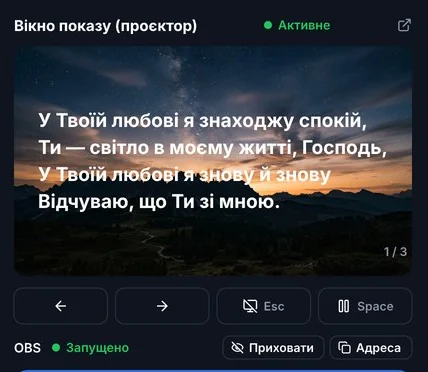 Вікно показу (проєктор)
Активне
У Твоїй любові я знаходжу спокій,
Ти — світло в моєму житті, Господь,
У Твоїй любові я знову й знову
Відчуваю, що Ти зі мною.
1 / 3
Esc
Space
OBS
Запущено
Приховати
Адреса